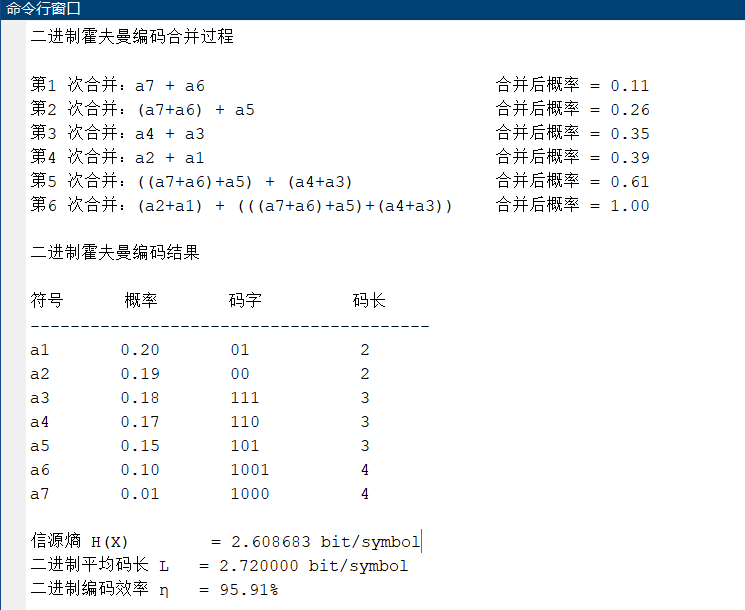 命令行窗口
二进制霍夫曼编码合并过程
第1 次合并：a7 + a6 合并后概率 = 0.11
第2 次合并：(a7+a6) + a5 合并后概率 = 0.26
第3 次合并：a4 + a3 合并后概率 = 0.35
第4 次合并：a2 + a1 合并后概率 = 0.39
第5 次合并：((a7+a6)+a5) + (a4+a3) 合并后概率 = 0.61
第6 次合并：(a2+a1) + (((a7+a6)+a5)+(a4+a3)) 合并后概率 = 1.00
二进制霍夫曼编码结果
符号 概率 码字 码长
----------------------------------------
a1 0.20 01 2
a2 0.19 00 2
a3 0.18 111 3
a4 0.17 110 3
a5 0.15 101 3
a6 0.10 1001 4
a7 0.01 1000 4
信源熵 H(X) = 2.608683 bit/symbol
二进制平均码长 L = 2.720000 bit/symbol
二进制编码效率 η = 95.91%